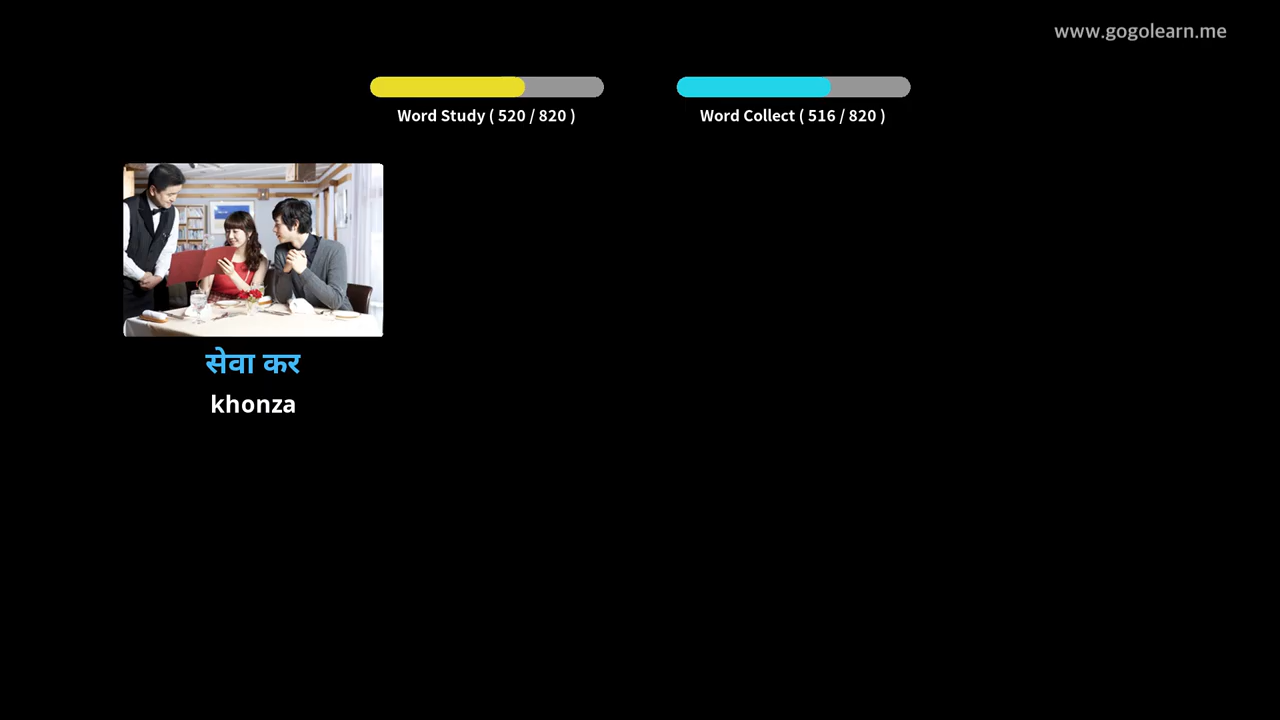 www.gogolearn.me
Word Study ( 520 / 820 )
Word Collect ( 516 / 820 )
सेवा कर
khonza